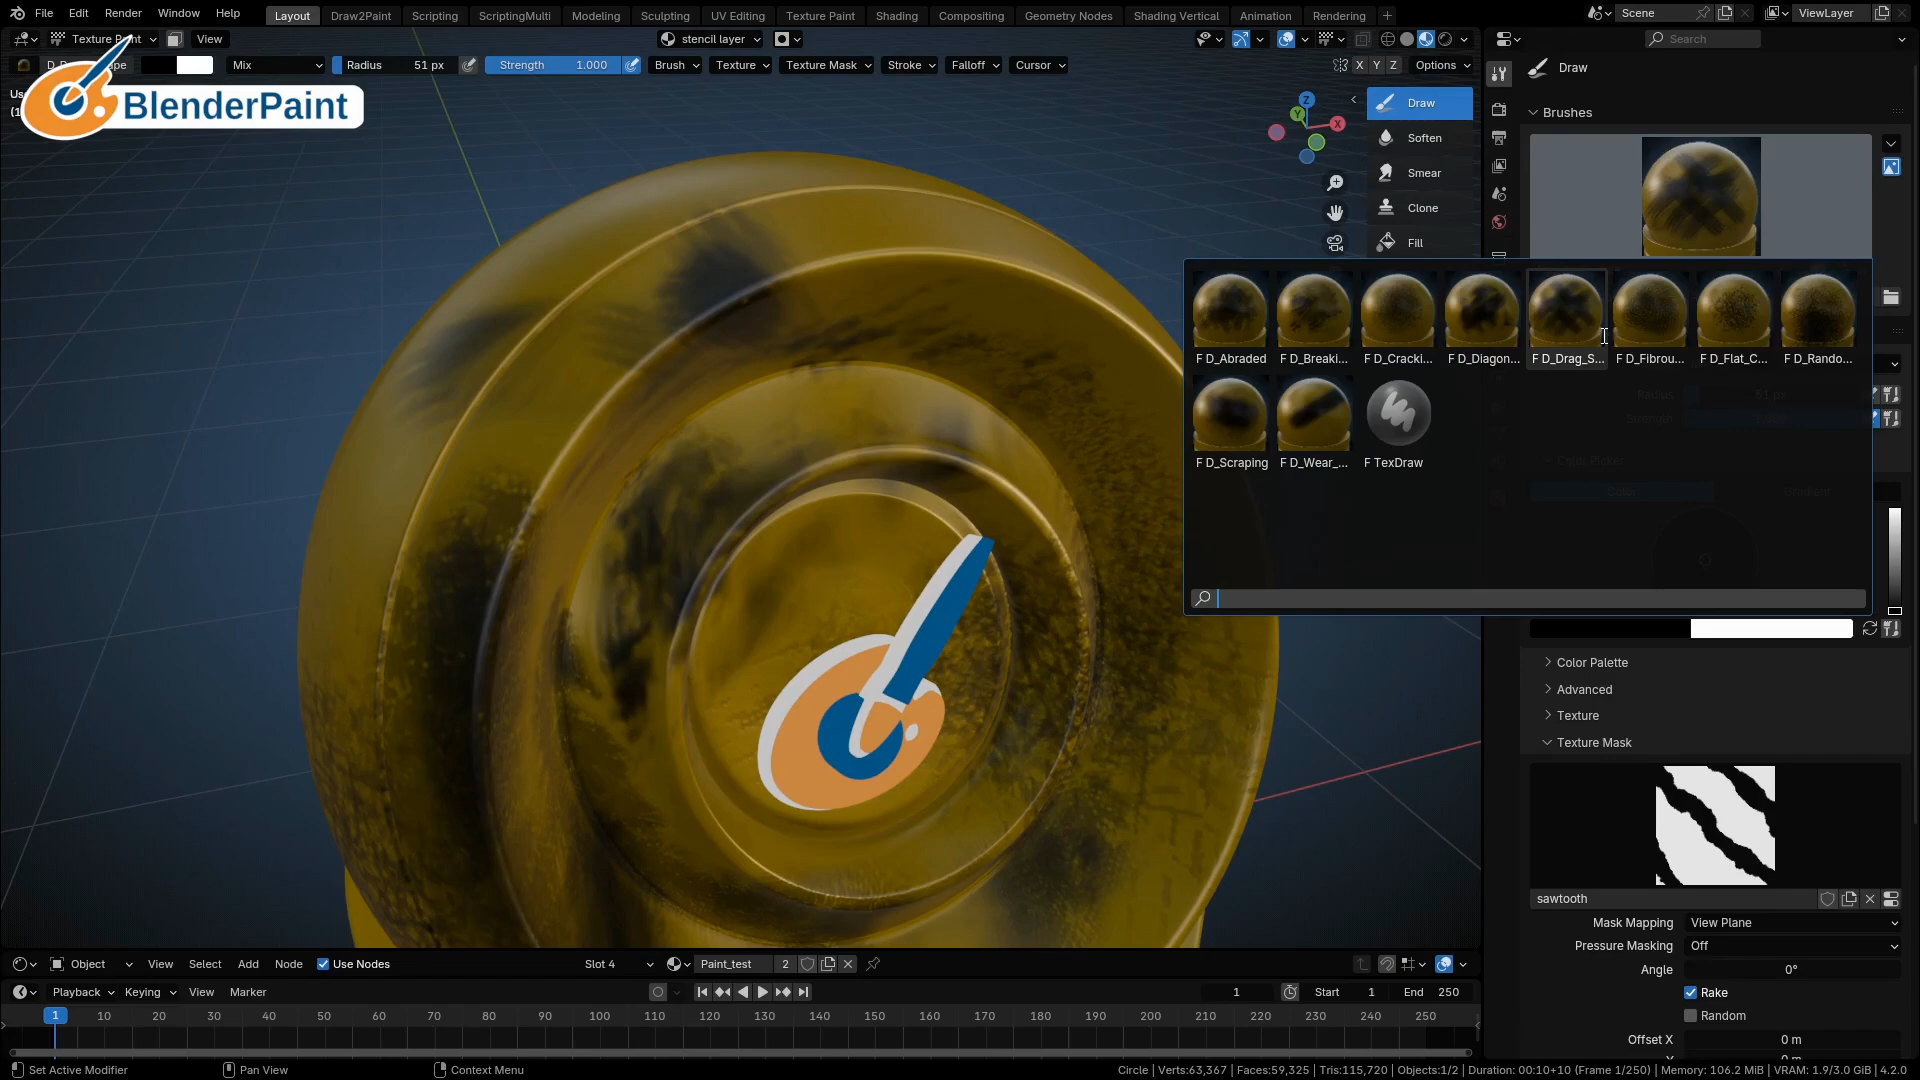 File Edit Render Window Help Layout Draw2Paint Scripting ScriptingMulti Modeling Sculpting UV Editing Texture Paint Shading Compositing Geometry Nodes Shading Vertical Animation Rendering + Scene ViewLayer
View stencil layer Search
Mix Radius 51 px Strength 1.000 Brush Texture Texture Mask Stroke Falloff Cursor X Y Z Options
Draw
BlenderPaint
Z
Y
X
Draw
Soften
Smear
Clone
Fill
Brushes
F D_Abraded F D_Breaki... F D_Cracki... F D_Diagon... F D_Drag_S... F D_Fibrou... F D_Flat_C... F D_Rando...
F D_Scraping F D_Wear_... F TexDraw
Radius 51 px
Strength
Color Picker
Color Gradient
Color Palette
Advanced
Texture
Texture Mask
sawtooth
Mask Mapping View Plane
Pressure Masking Off
Angle 0°
Rake
Random
Offset X 0 m
Object View Select Add Node Use Nodes Slot 4 Paint_test 2
Playback Keying View Marker 1 Start 1 End 250
1 10 20 30 40 50 60 70 80 90 100 110 120 130 140 150 160 170 180 190 200 210 220 230 240 250
Set Active Modifier Pan View Context Menu Circle | Verts:63,367 | Faces:59,325 | Tris:115,720 | Objects:1/2 | Duration: 00:10+10 (Frame 1/250) | Memory: 106.2 MiB | VRAM: 1.9/3.0 GiB | 4.2.0